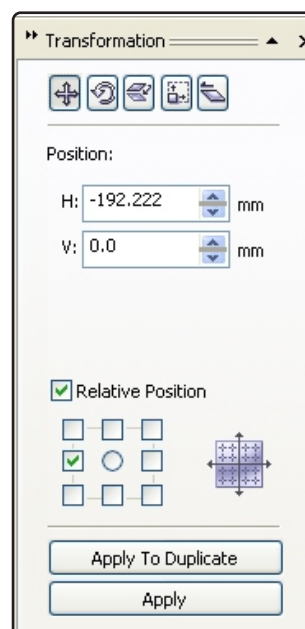 Transformation
Position:
H: -192.222 mm
V: 0.0 mm
Relative Position
Apply To Duplicate
Apply